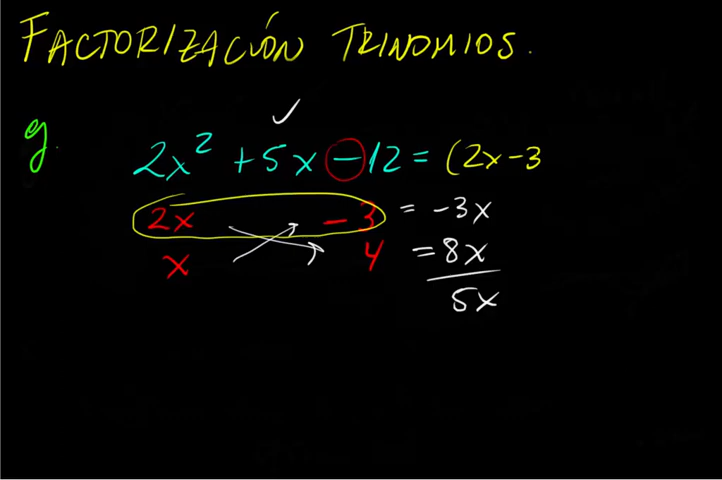 FACTORIZACIÓN TRINOMIOS.
g. 2x² + 5x − 12 = (2x − 3
2x − 3 = −3x
x 4 = 8x
5x